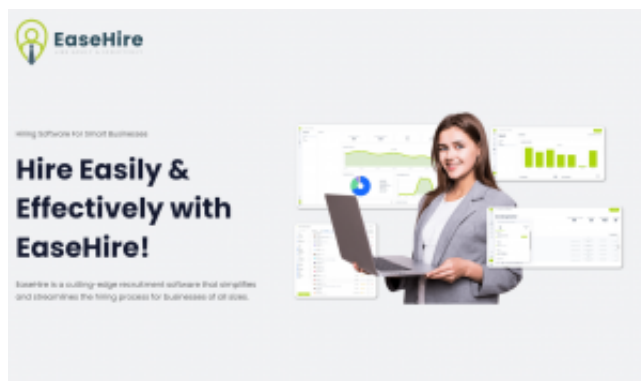 EaseHire
Hiring Software For Smart Businesses
Hire Easily &
Effectively with
EaseHire!
EaseHire is a cutting-edge recruitment software that simplifies
and streamlines the hiring process for businesses of all sizes.